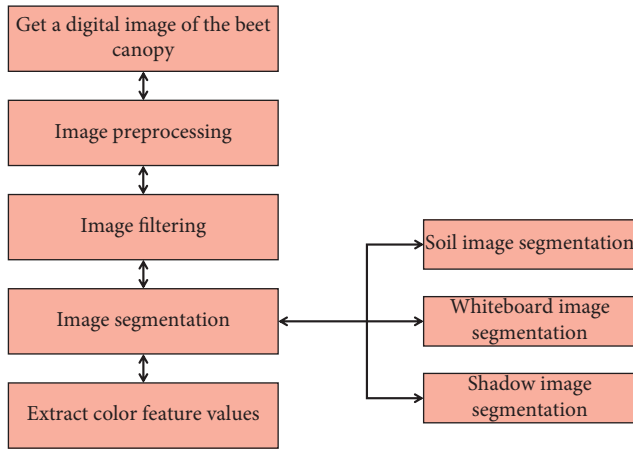 Get a digital image of the beet
canopy
Image preprocessing
Image filtering
Image segmentation
Extract color feature values
Soil image segmentation
Whiteboard image
segmentation
Shadow image
segmentation